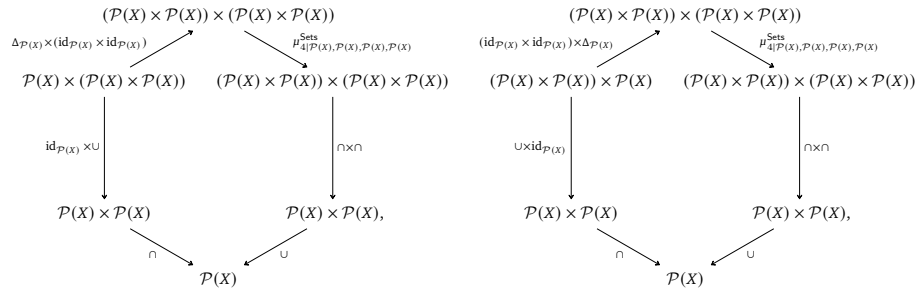 (𝒫(X) × 𝒫(X)) × (𝒫(X) × 𝒫(X))
Δ_{𝒫(X)}×(id_{𝒫(X)} × id_{𝒫(X)})
μ^{Sets}_{4|𝒫(X),𝒫(X),𝒫(X),𝒫(X)}
𝒫(X) × (𝒫(X) × 𝒫(X))
(𝒫(X) × 𝒫(X)) × (𝒫(X) × 𝒫(X))
id_{𝒫(X)} ×∪
∩×∩
𝒫(X) × 𝒫(X)
𝒫(X) × 𝒫(X),
∩
∪
𝒫(X)
(𝒫(X) × 𝒫(X)) × (𝒫(X) × 𝒫(X))
(id_{𝒫(X)} × id_{𝒫(X)})×Δ_{𝒫(X)}
μ^{Sets}_{4|𝒫(X),𝒫(X),𝒫(X),𝒫(X)}
(𝒫(X) × 𝒫(X)) × 𝒫(X)
(𝒫(X) × 𝒫(X)) × (𝒫(X) × 𝒫(X))
∪×id_{𝒫(X)}
∩×∩
𝒫(X) × 𝒫(X)
𝒫(X) × 𝒫(X),
∩
∪
𝒫(X)